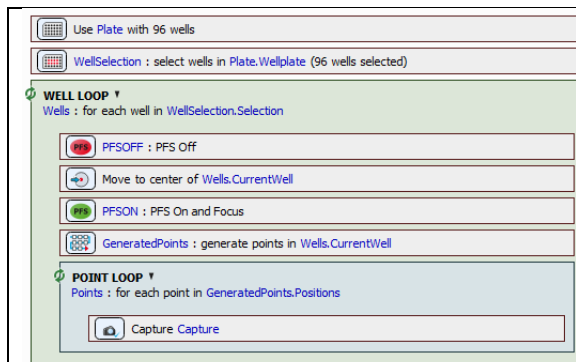 Use Plate with 96 wells
WellSelection : select wells in Plate.Wellplate (96 wells selected)
WELL LOOP ▼
Wells : for each well in WellSelection.Selection
PFS PFSOFF : PFS Off
Move to center of Wells.CurrentWell
PFS PFSON : PFS On and Focus
GeneratedPoints : generate points in Wells.CurrentWell
POINT LOOP ▼
Points : for each point in GeneratedPoints.Positions
Capture Capture